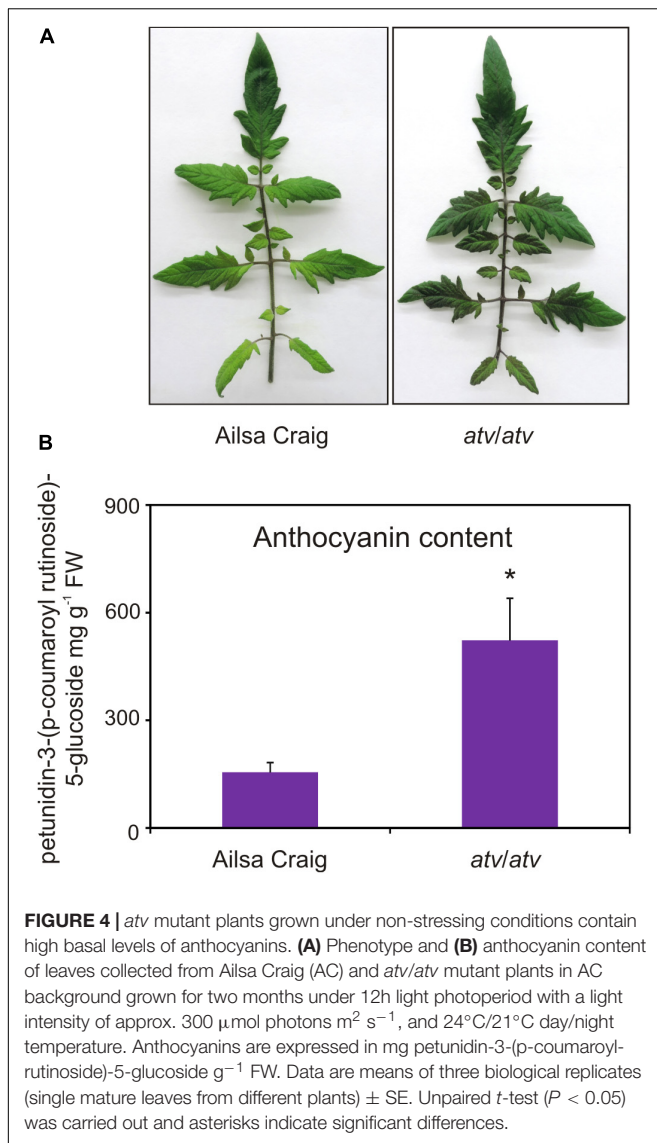 A
Ailsa Craig
atv/atv
B
petunidin-3-(p-coumaroyl rutinoside)-
5-glucoside mg g⁻¹ FW
900
600
300
0
Anthocyanin content
*
Ailsa Craig
atv/atv
FIGURE 4 | atv mutant plants grown under non-stressing conditions contain
high basal levels of anthocyanins. (A) Phenotype and (B) anthocyanin content
of leaves collected from Ailsa Craig (AC) and atv/atv mutant plants in AC
background grown for two months under 12h light photoperiod with a light
intensity of approx. 300 μmol photons m² s⁻¹, and 24°C/21°C day/night
temperature. Anthocyanins are expressed in mg petunidin-3-(p-coumaroyl-
rutinoside)-5-glucoside g⁻¹ FW. Data are means of three biological replicates
(single mature leaves from different plants) ± SE. Unpaired t-test (P < 0.05)
was carried out and asterisks indicate significant differences.